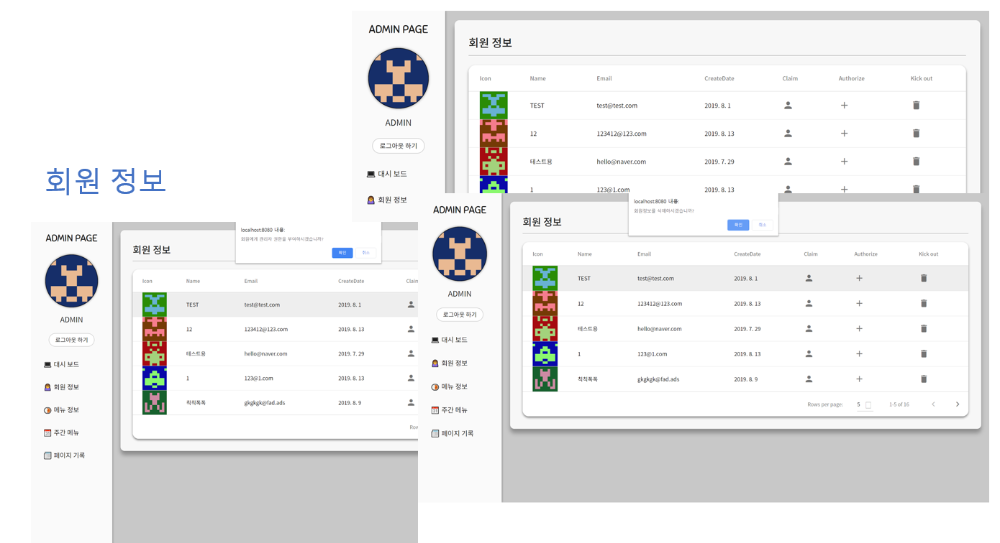 회원 정보
ADMIN PAGE
ADMIN
로그아웃 하기
대시 보드
회원 정보
회원 정보
Icon Name Email CreateDate Claim Authorize Kick out
TEST test@test.com 2019. 8. 1
12 123412@123.com 2019. 8. 13
테스트용 hello@naver.com 2019. 7. 29
1 123@1.com 2019. 8. 13
ADMIN PAGE
ADMIN
로그아웃 하기
대시 보드
회원 정보
메뉴 정보
주간 메뉴
페이지 기록
localhost:8080 내용:
회원에게 관리자 권한을 부여하시겠습니까?
확인 취소
회원 정보
Icon Name Email CreateDate Claim
TEST test@test.com 2019. 8. 1
12 123412@123.com 2019. 8. 13
테스트용 hello@naver.com 2019. 7. 29
1 123@1.com 2019. 8. 13
칙칙폭폭 gkgkgk@fad.ads 2019. 8. 9
Row
ADMIN PAGE
ADMIN
로그아웃 하기
대시 보드
회원 정보
메뉴 정보
주간 메뉴
페이지 기록
localhost:8080 내용:
회원정보를 삭제하시겠습니까?
확인 취소
회원 정보
Icon Name Email CreateDate Claim Authorize Kick out
TEST test@test.com 2019. 8. 1
12 123412@123.com 2019. 8. 13
테스트용 hello@naver.com 2019. 7. 29
1 123@1.com 2019. 8. 13
칙칙폭폭 gkgkgk@fad.ads 2019. 8. 9
Rows per page: 5 1-5 of 16